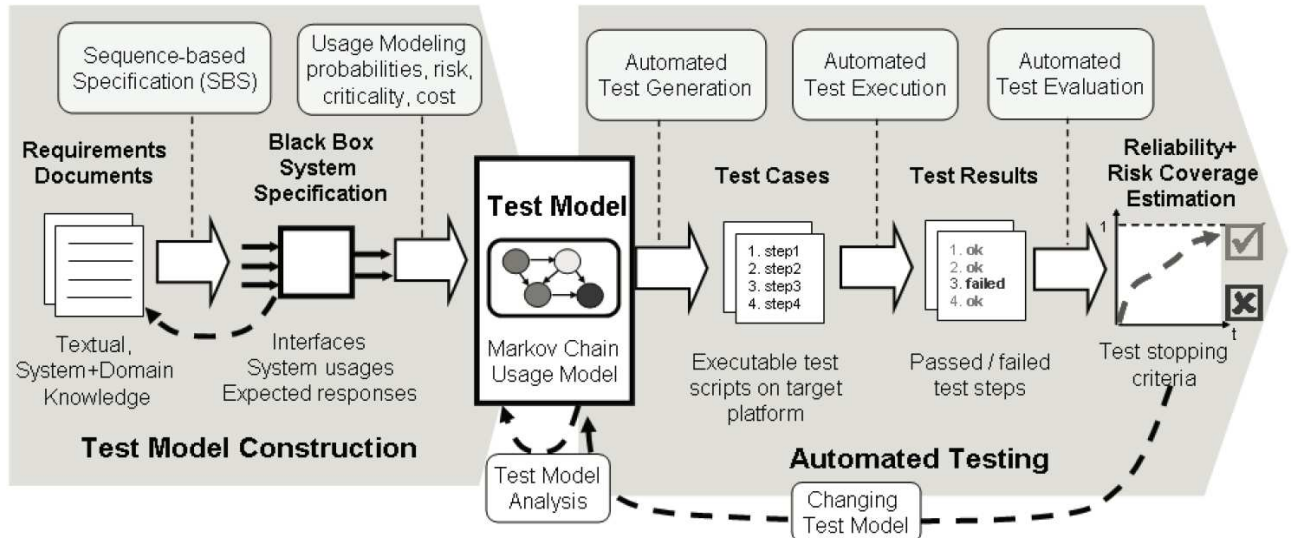 Sequence-based
Specification (SBS)
Usage Modeling
probabilities, risk,
criticality, cost
Automated
Test Generation
Automated
Test Execution
Automated
Test Evaluation
Requirements
Documents
Black Box
System
Specification
Test Model
Test Cases
Test Results
Reliability+
Risk Coverage
Estimation
1. step1
2. step2
3. step3
4. step4
1. ok
2. ok
3. failed
4. ok
1
t
Textual,
System+Domain
Knowledge
Interfaces
System usages
Expected responses
Markov Chain
Usage Model
Executable test
scripts on target
platform
Passed / failed
test steps
Test stopping
criteria
Test Model Construction
Automated Testing
Test Model
Analysis
Changing
Test Model